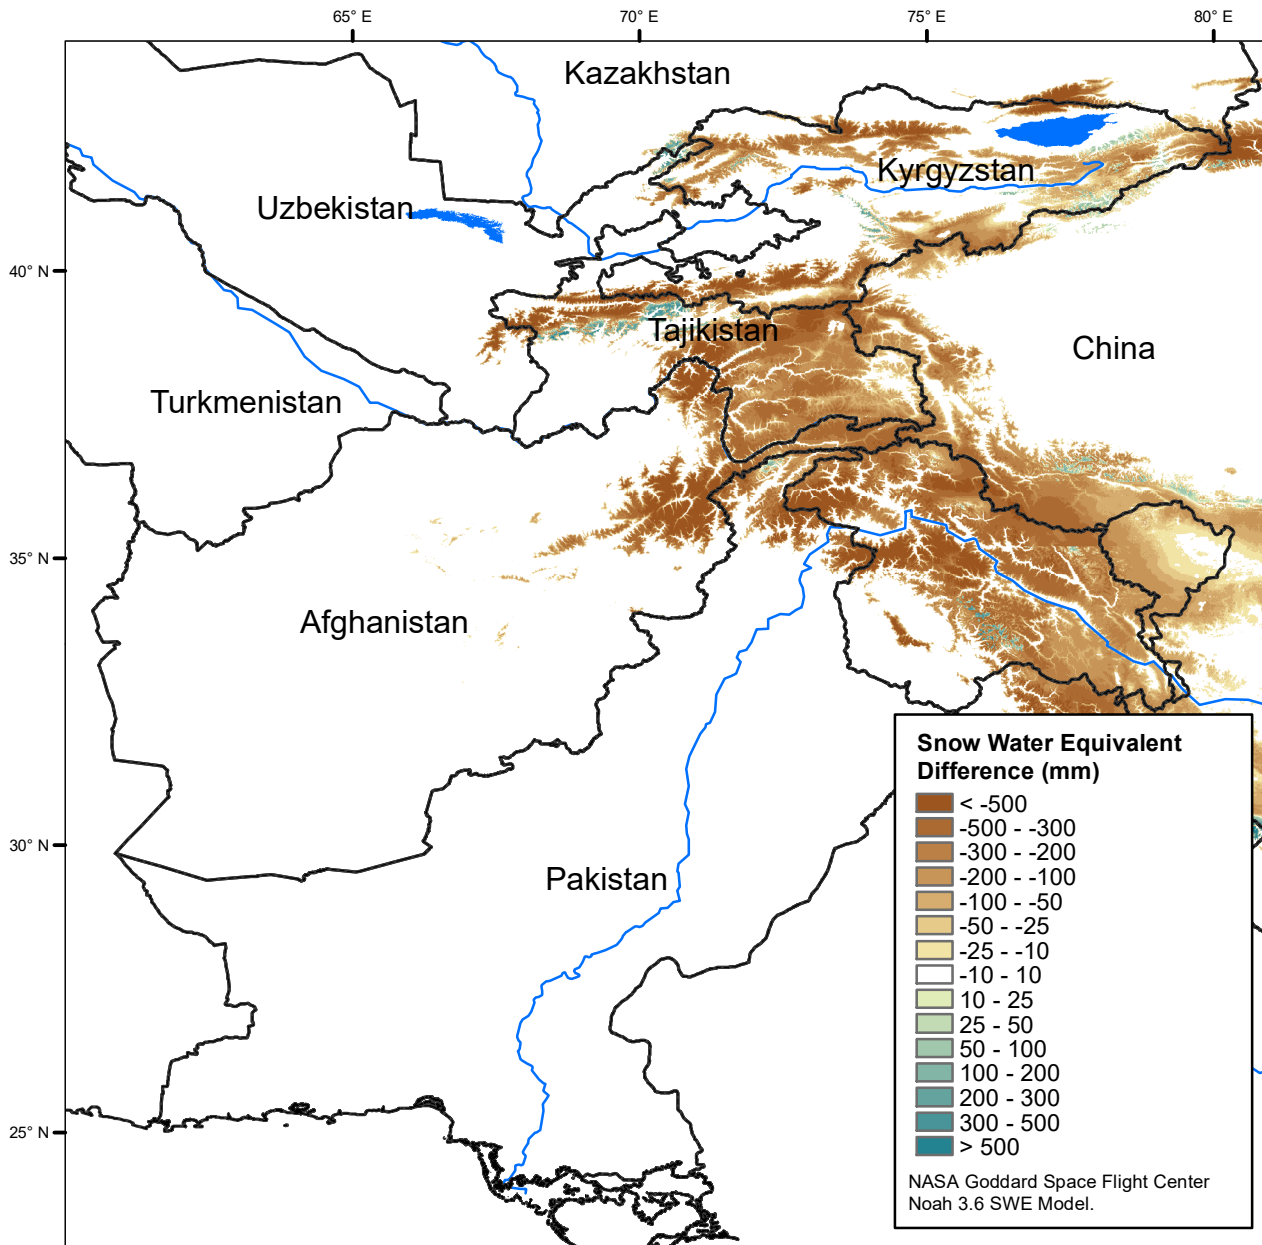 65° E
70° E
75° E
80° E
Kazakhstan
Kyrgyzstan
Uzbekistan
40° N
Tajikistan
China
Turkmenistan
35° N
Afghanistan
30° N
Pakistan
25° N
Snow Water Equivalent
Difference (mm)
< -500
-500 - -300
-300 - -200
-200 - -100
-100 - -50
-50 - -25
-25 - -10
-10 - 10
10 - 25
25 - 50
50 - 100
100 - 200
200 - 300
300 - 500
> 500
NASA Goddard Space Flight Center
Noah 3.6 SWE Model.